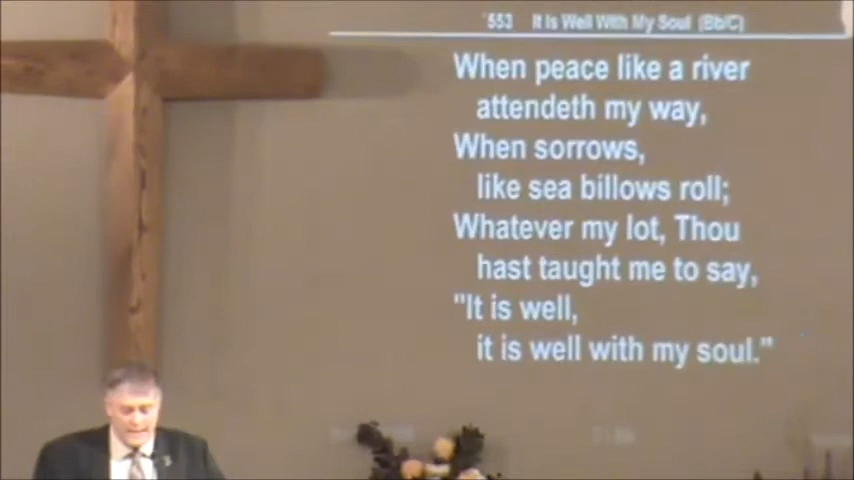 553 It Is Well With My Soul (Bb/C)
When peace like a river
attendeth my way,
When sorrows,
like sea billows roll;
Whatever my lot, Thou
hast taught me to say,
"It is well,
it is well with my soul."